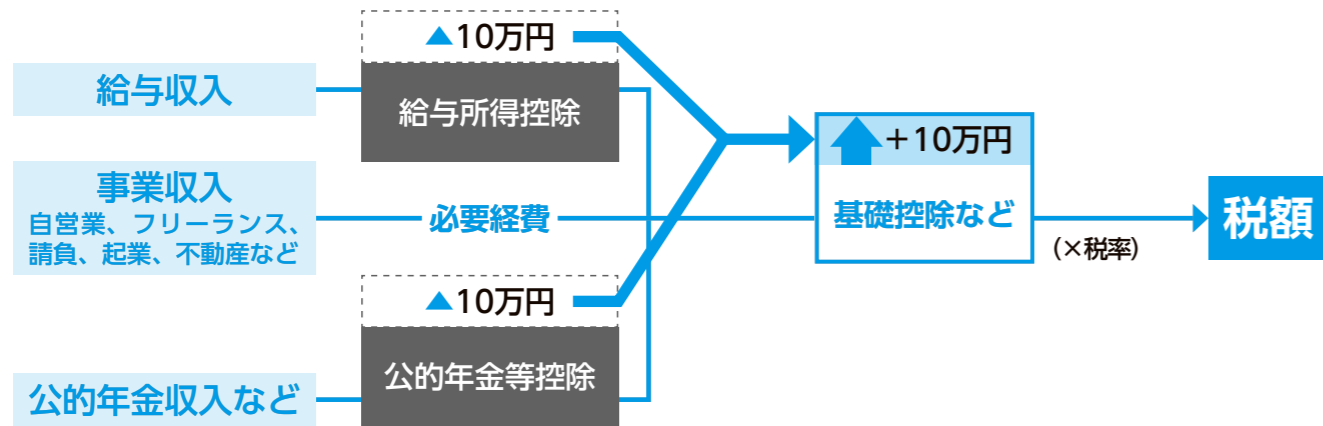 ▲10万円
給与収入
給与所得控除
＋10万円
事業収入
自営業、フリーランス、
請負、起業、不動産など
必要経費
基礎控除など
(×税率)
税額
▲10万円
公的年金等控除
公的年金収入など